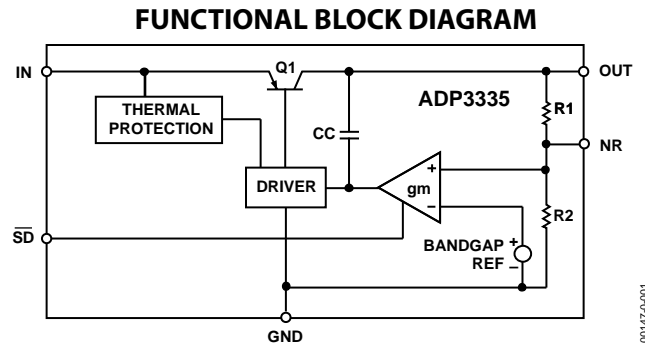 FUNCTIONAL BLOCK DIAGRAM
IN
Q1
OUT
THERMAL
PROTECTION
ADP3335
R1
CC
NR
DRIVER
+
gm
–
R2
SD
BANDGAP +
REF –
GND
00147-0-001